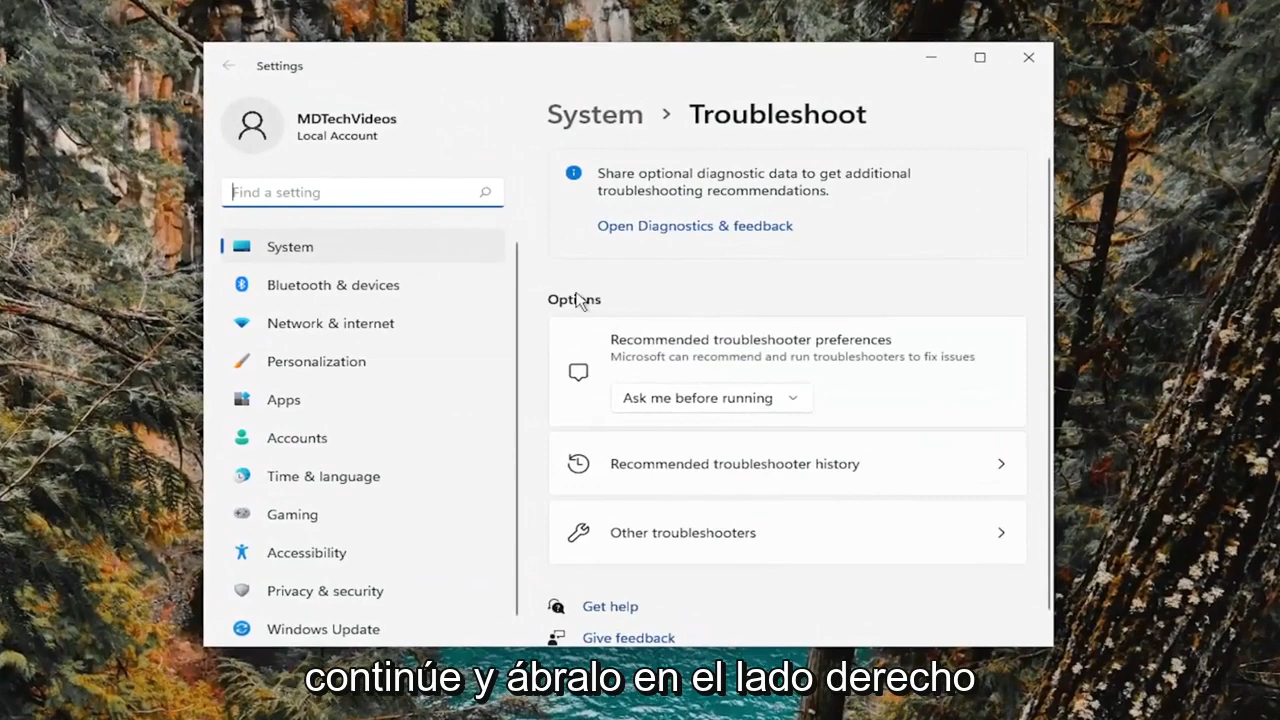 Settings
MDTechVideos
Local Account
Find a setting
System
Bluetooth & devices
Network & internet
Personalization
Apps
Accounts
Time & language
Gaming
Accessibility
Privacy & security
Windows Update
System > Troubleshoot
Share optional diagnostic data to get additional
troubleshooting recommendations.
Open Diagnostics & feedback
Options
Recommended troubleshooter preferences
Microsoft can recommend and run troubleshooters to fix issues
Ask me before running
Recommended troubleshooter history
Other troubleshooters
Get help
Give feedback
continúe y ábralo en el lado derecho